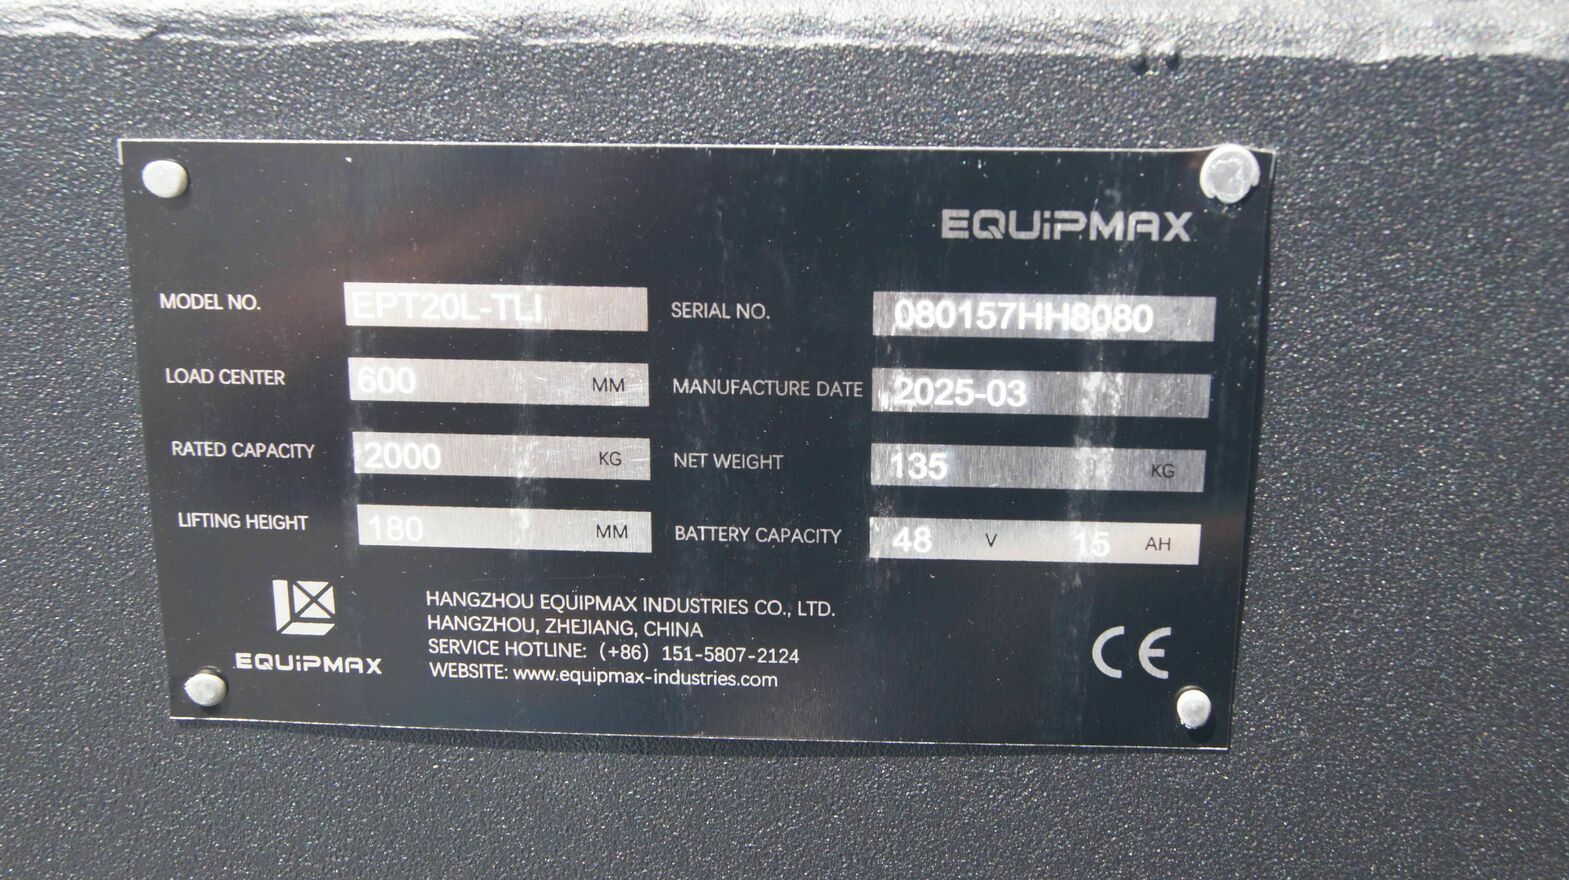 EQUIPMAX
MODEL NO. EPT20L-TLI SERIAL NO. 080157HH8080
LOAD CENTER 600 MM MANUFACTURE DATE 2025-03
RATED CAPACITY 2000 KG NET WEIGHT 135 KG
LIFTING HEIGHT 180 MM BATTERY CAPACITY 48 V 15 AH
HANGZHOU EQUIPMAX INDUSTRIES CO., LTD.
HANGZHOU, ZHEJIANG, CHINA
SERVICE HOTLINE: (+86) 151-5807-2124
WEBSITE: www.equipmax-industries.com
EQUIPMAX
CE